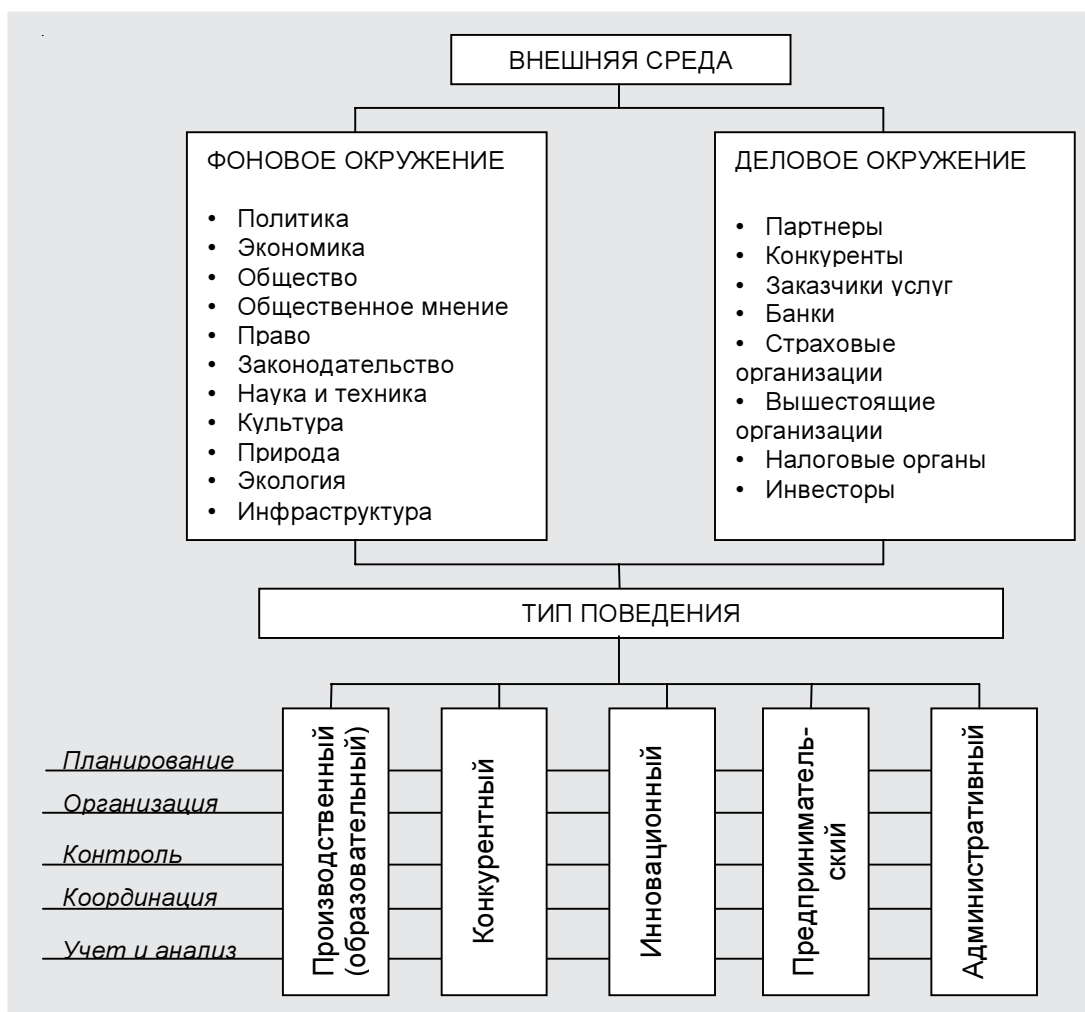 ВНЕШНЯЯ СРЕДА
ФОНОВОЕ ОКРУЖЕНИЕ
• Политика
• Экономика
• Общество
• Общественное мнение
• Право
• Законодательство
• Наука и техника
• Культура
• Природа
• Экология
• Инфраструктура
ДЕЛОВОЕ ОКРУЖЕНИЕ
• Партнеры
• Конкуренты
• Заказчики услуг
• Банки
• Страховые
организации
• Вышестоящие
организации
• Налоговые органы
• Инвесторы
ТИП ПОВЕДЕНИЯ
Планирование
Организация
Контроль
Координация
Учет и анализ
Производственный
(образовательный)
Конкурентный
Инновационный
Предприниматель-
ский
Административный